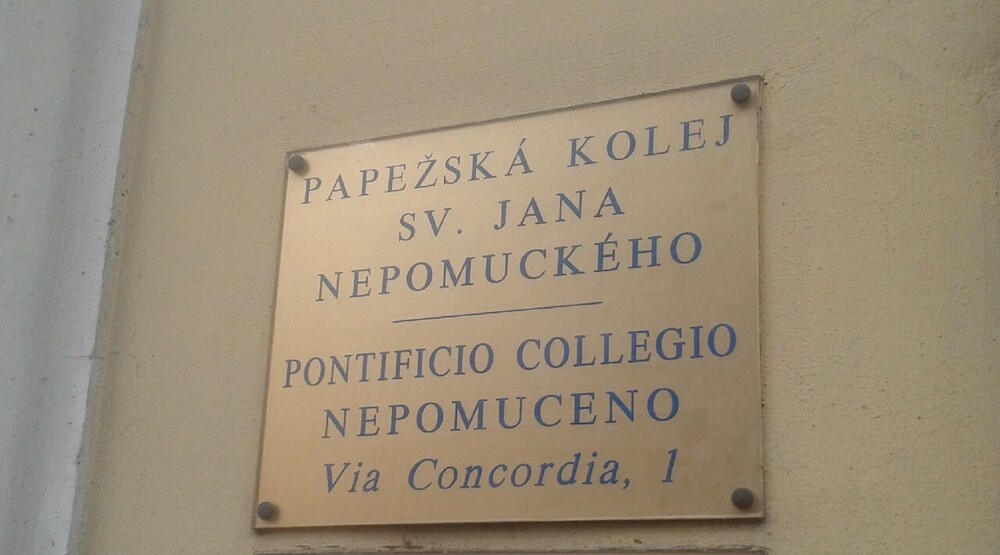 PAPEŽSKÁ KOLEJ
SV. JANA
NEPOMUCKÉHO
PONTIFICIO COLLEGIO
NEPOMUCENO
Via Concordia, 1